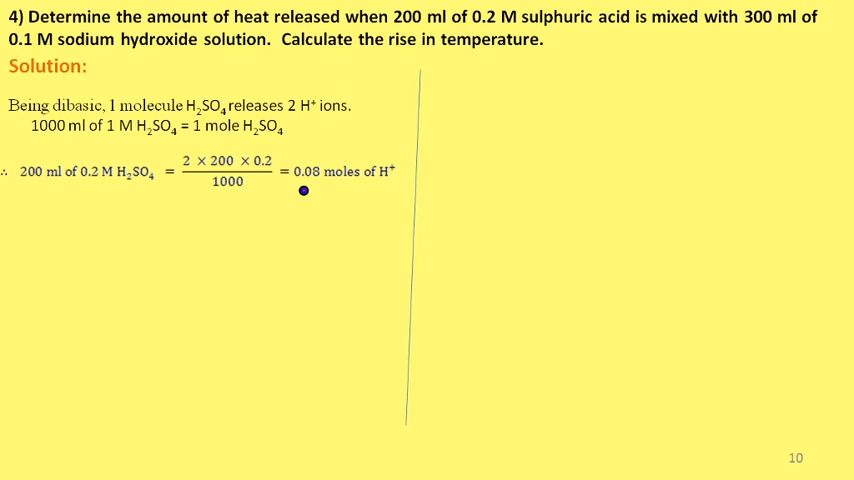 4) Determine the amount of heat released when 200 ml of 0.2 M sulphuric acid is mixed with 300 ml of
0.1 M sodium hydroxide solution. Calculate the rise in temperature.
Solution:
Being dibasic, 1 molecule H₂SO₄ releases 2 H⁺ ions.
1000 ml of 1 M H₂SO₄ = 1 mole H₂SO₄
∴ 200 ml of 0.2 M H₂SO₄ = (2 × 200 × 0.2)/1000 = 0.08 moles of H⁺
10